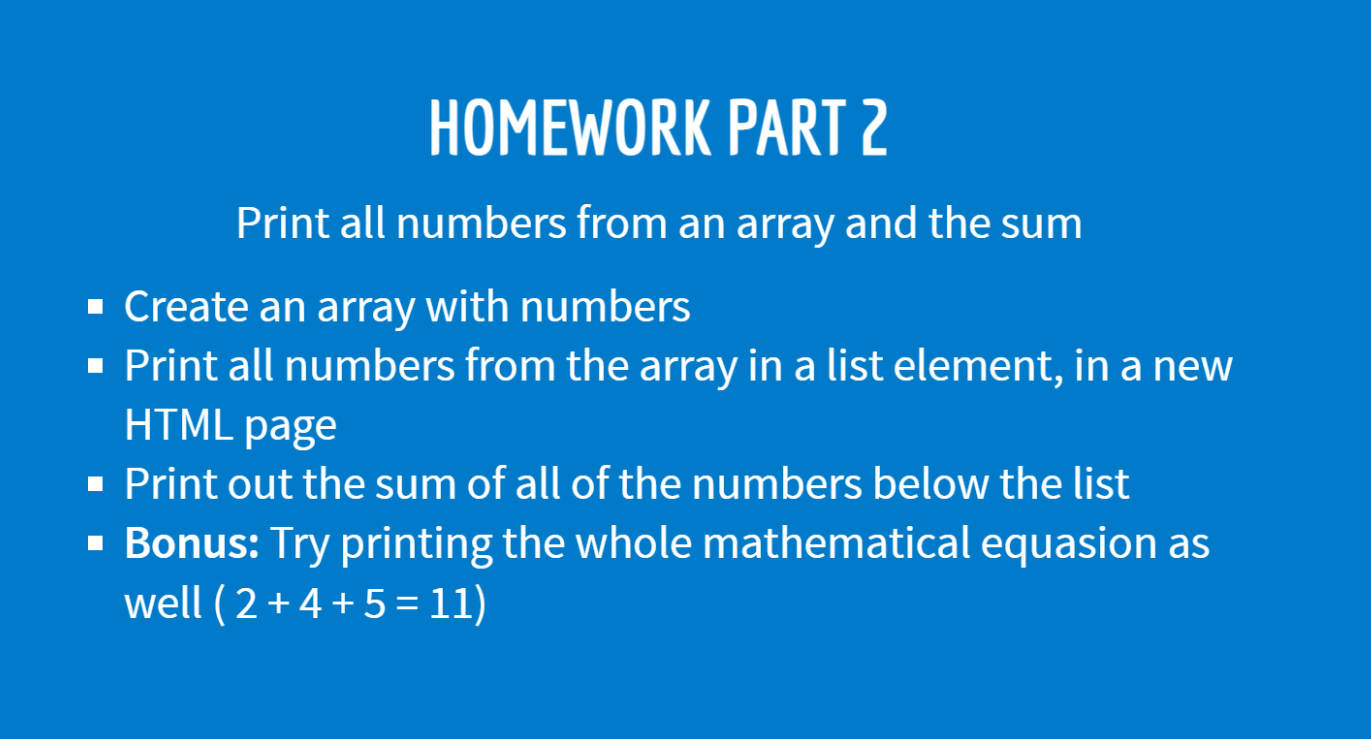 HOMEWORK PART 2
Print all numbers from an array and the sum
Create an array with numbers
Print all numbers from the array in a list element, in a new
HTML page
Print out the sum of all of the numbers below the list
Bonus: Try printing the whole mathematical equasion as
well ( 2 + 4 + 5 = 11)